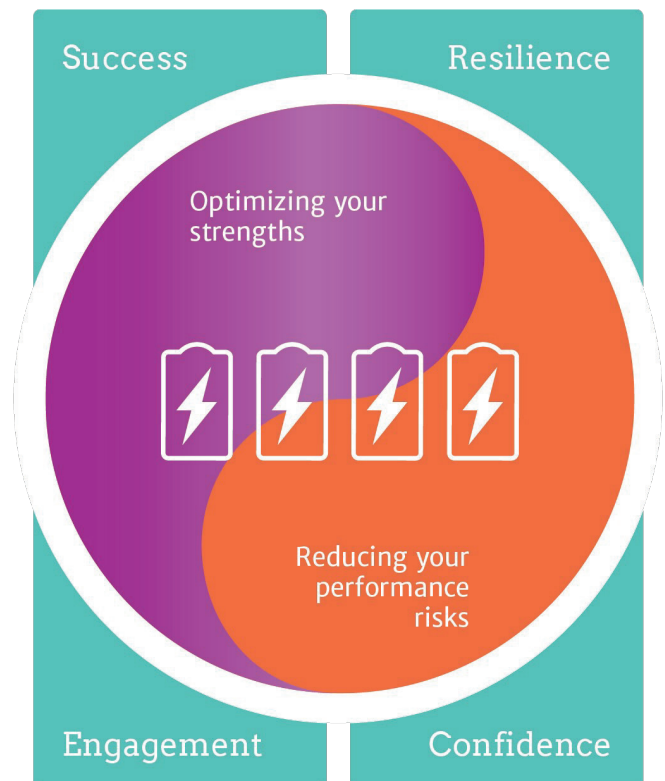 Success
Resilience
Optimizing your
strengths
Reducing your
performance
risks
Engagement
Confidence